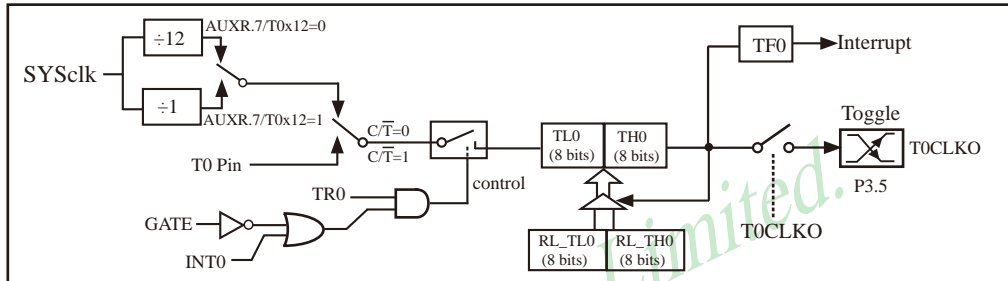 AUXR.7/T0x12=0
÷12
SYSclk
÷1
AUXR.7/T0x12=1
T0 Pin
C/T̅=0
C/T̅=1
control
TR0
GATE
INT0
TL0
(8 bits)
TH0
(8 bits)
RL_TL0
(8 bits)
RL_TH0
(8 bits)
TF0
Interrupt
Toggle
T0CLKO
P3.5
T0CLKO
Limited.